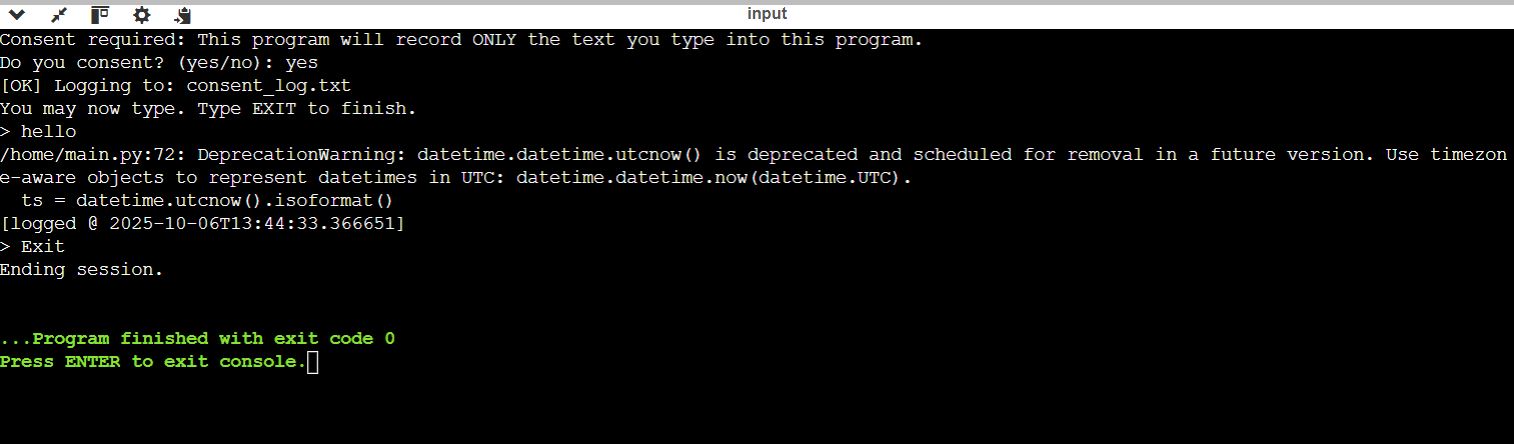 input
Consent required: This program will record ONLY the text you type into this program.
Do you consent? (yes/no): yes
[OK] Logging to: consent_log.txt
You may now type. Type EXIT to finish.
> hello
/home/main.py:72: DeprecationWarning: datetime.datetime.utcnow() is deprecated and scheduled for removal in a future version. Use timezon
e-aware objects to represent datetimes in UTC: datetime.datetime.now(datetime.UTC).
  ts = datetime.utcnow().isoformat()
[logged @ 2025-10-06T13:44:33.366651]
> Exit
Ending session.
...Program finished with exit code 0
Press ENTER to exit console.